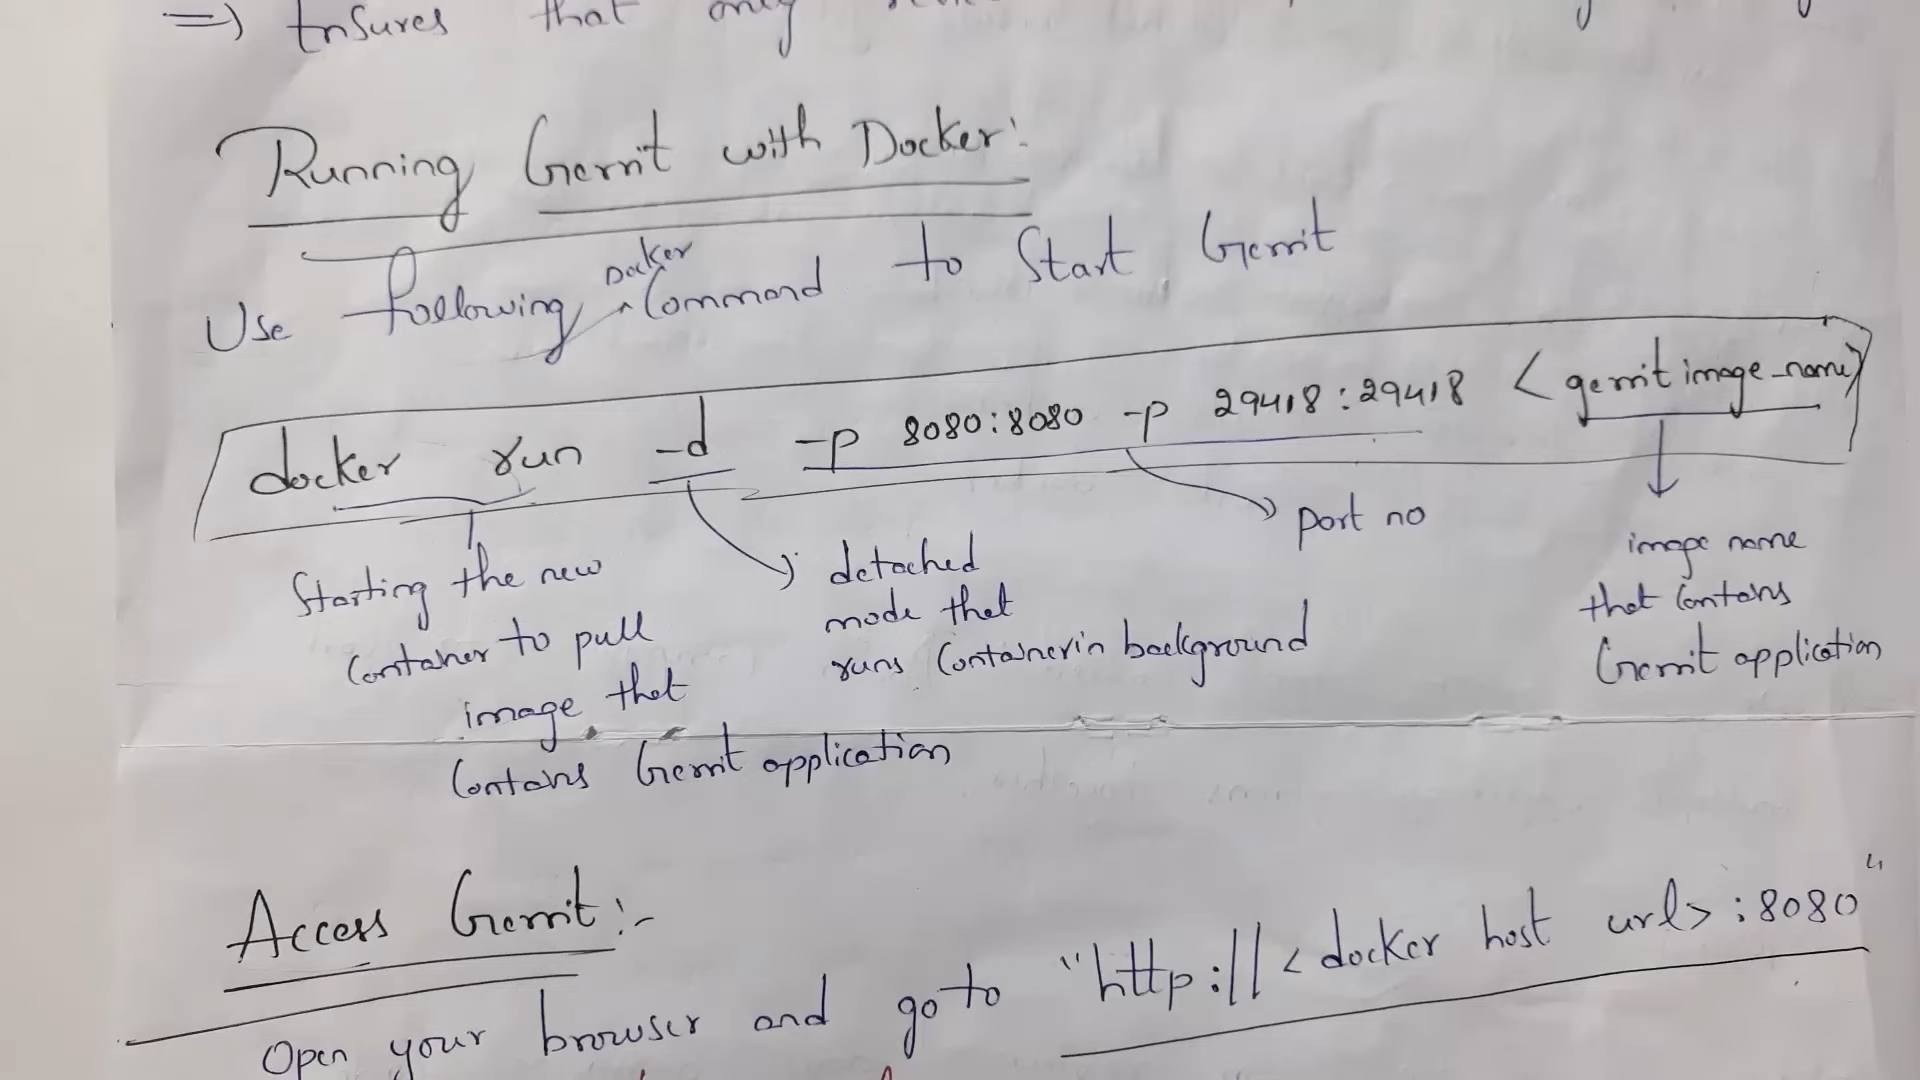 => Ensures that only
Running Gerrit with Docker:
Use following Docker Command to Start Gerrit
docker run -d -p 8080:8080 -p 29418:29418 <gerrit image_name>
port no
image name
that Contains
Gerrit application
detached
mode that
runs Container in background
Starting the new
Container to pull
image that
Contains Gerrit application
Access Gerrit:-
Open your browser and go to "http://<docker host url>:8080"